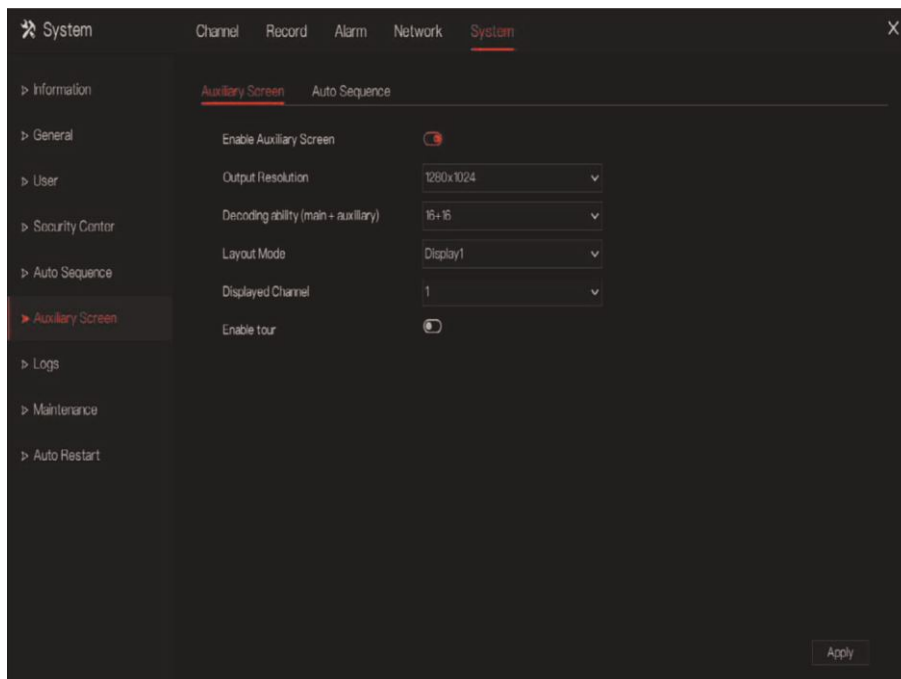 System
Channel Record Alarm Network System X
Information
General
User
Security Center
Auto Sequence
Auxiliary Screen
Logs
Maintenance
Auto Restart
Auxiliary Screen Auto Sequence
Enable Auxiliary Screen
Output Resolution 1280x1024
Decoding ability (main + auxiliary) 16+16
Layout Mode Display1
Displayed Channel 1
Enable tour
Apply